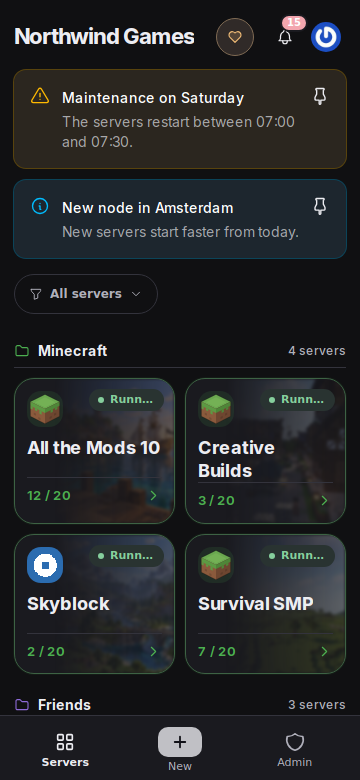 Northwind Games
15
Maintenance on Saturday
The servers restart between 07:00
and 07:30.
New node in Amsterdam
New servers start faster from today.
All servers
Minecraft
4 servers
Runn...
All the Mods 10
12 / 20
Runn...
Creative
Builds
3 / 20
Runn...
Skyblock
2 / 20
Runn...
Survival SMP
7 / 20
Friends
3 servers
Servers
New
Admin